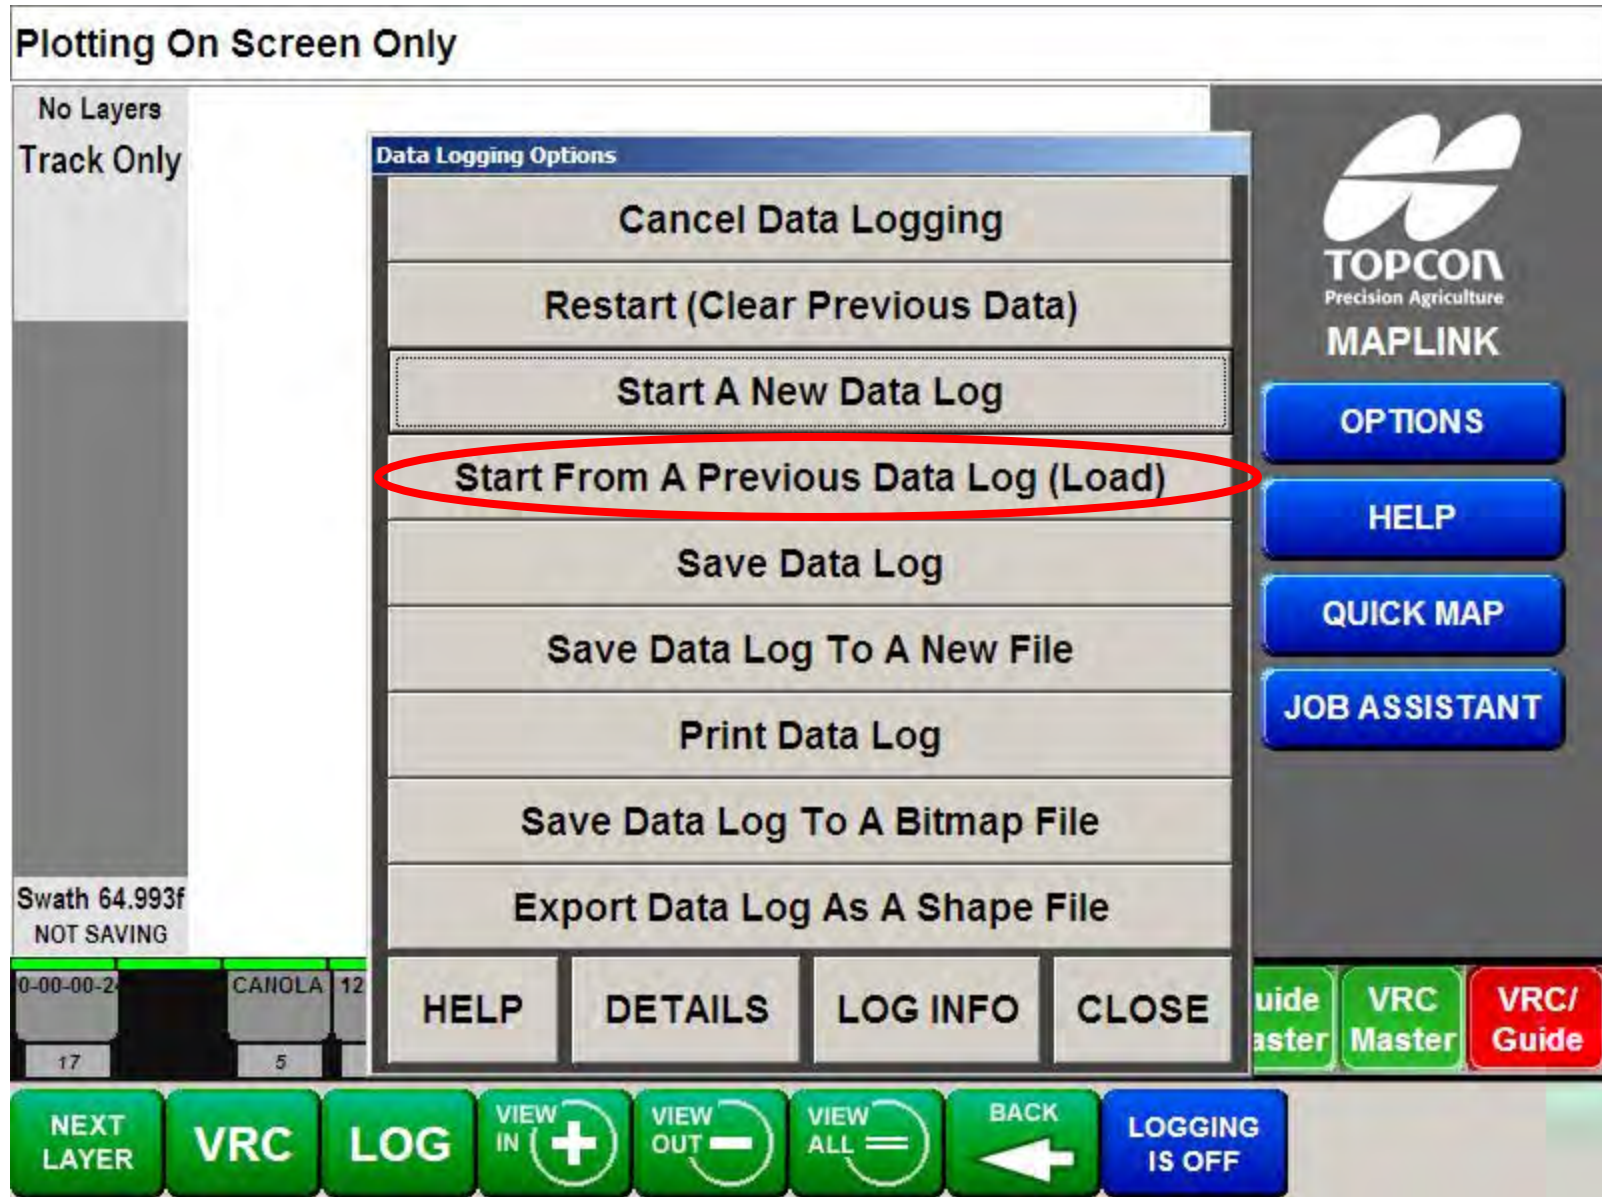 Plotting On Screen Only
No Layers
Track Only
Data Logging Options
Cancel Data Logging
Restart (Clear Previous Data)
Start A New Data Log
Start From A Previous Data Log (Load)
Save Data Log
Save Data Log To A New File
Print Data Log
Save Data Log To A Bitmap File
Export Data Log As A Shape File
HELP
DETAILS
LOG INFO
CLOSE
TOPCON
Precision Agriculture
MAPLINK
OPTIONS
HELP
QUICK MAP
JOB ASSISTANT
Swath 64.993f
NOT SAVING
0-00-00-2
17
CANOLA
5
12
uide
aster
VRC
Master
VRC/
Guide
NEXT
LAYER
VRC
LOG
VIEW
IN
VIEW
OUT
VIEW
ALL
BACK
LOGGING
IS OFF